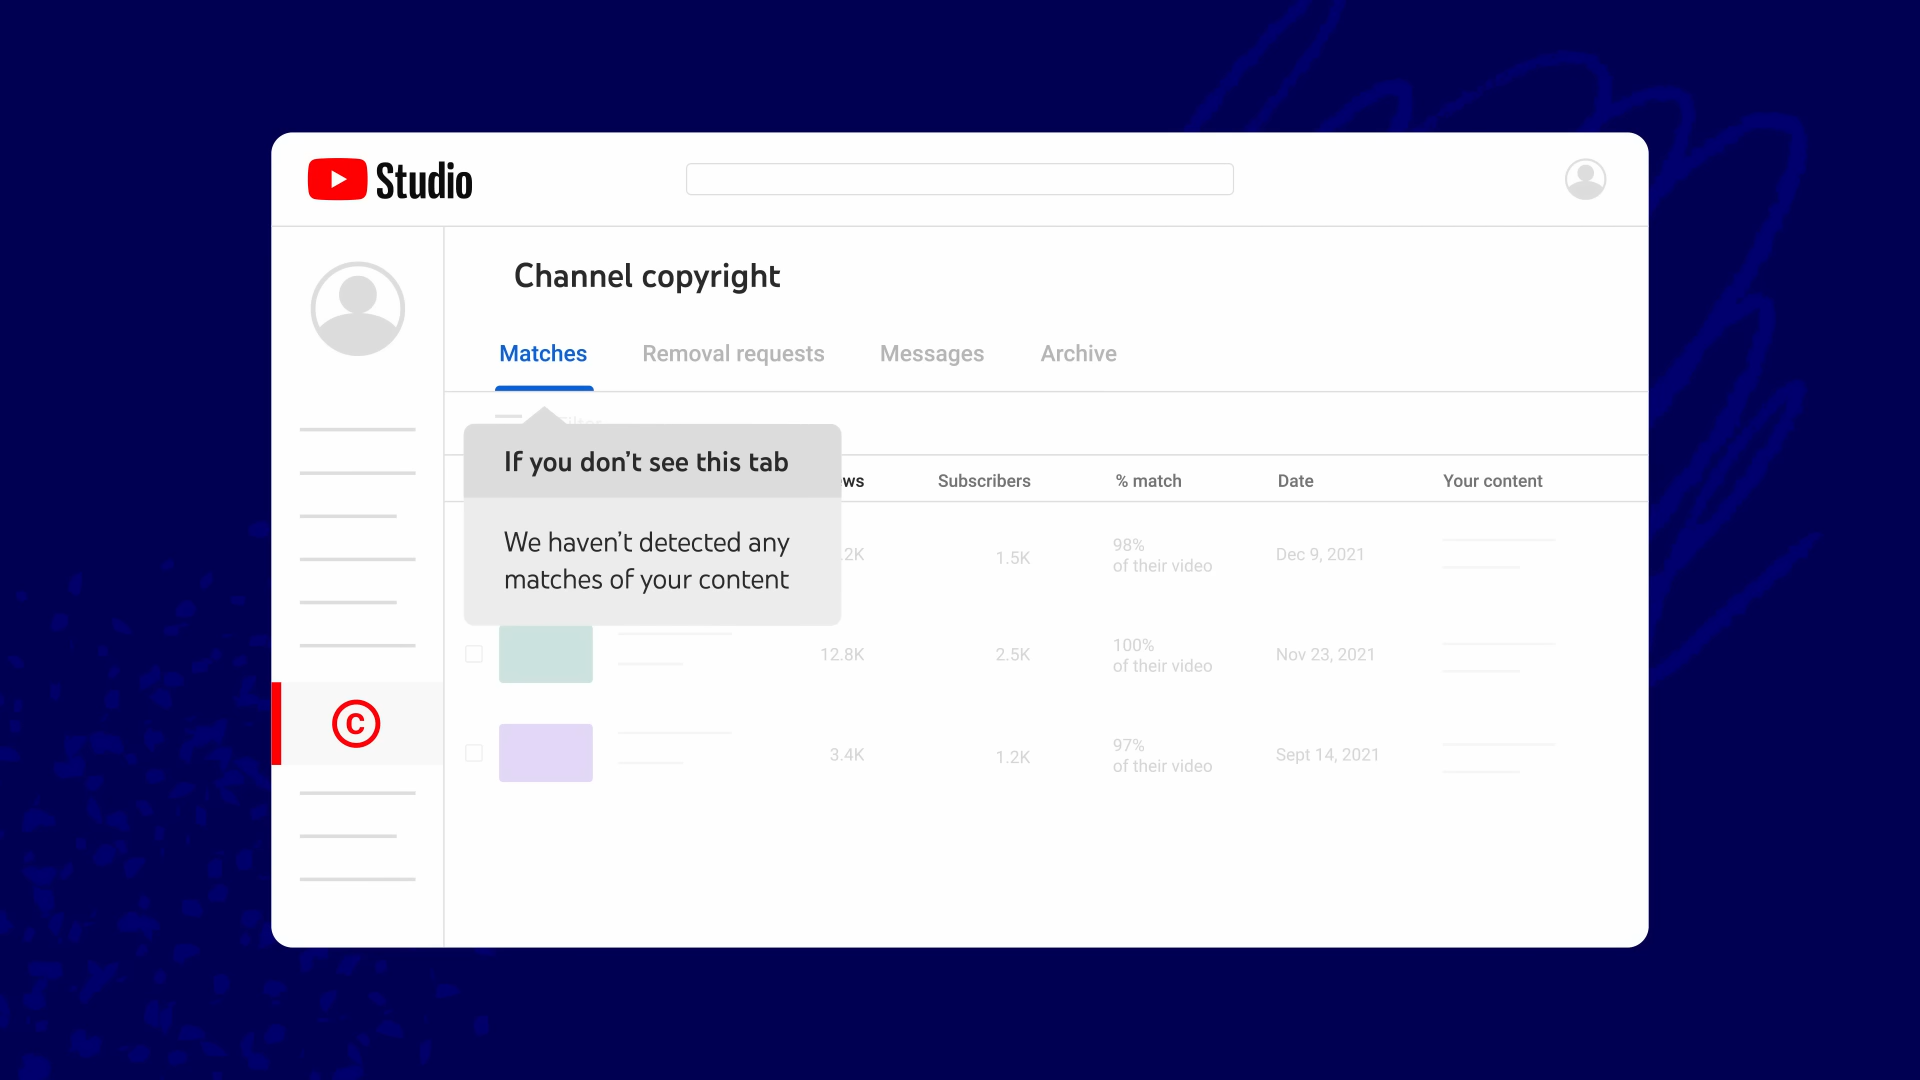 Studio
Channel copyright
Matches Removal requests Messages Archive
If you don't see this tab
We haven't detected any
matches of your content
Subscribers % match Date Your content
1.5K 98% of their video Dec 9, 2021
12.8K 2.5K 100% of their video Nov 23, 2021
3.4K 1.2K 97% of their video Sept 14, 2021